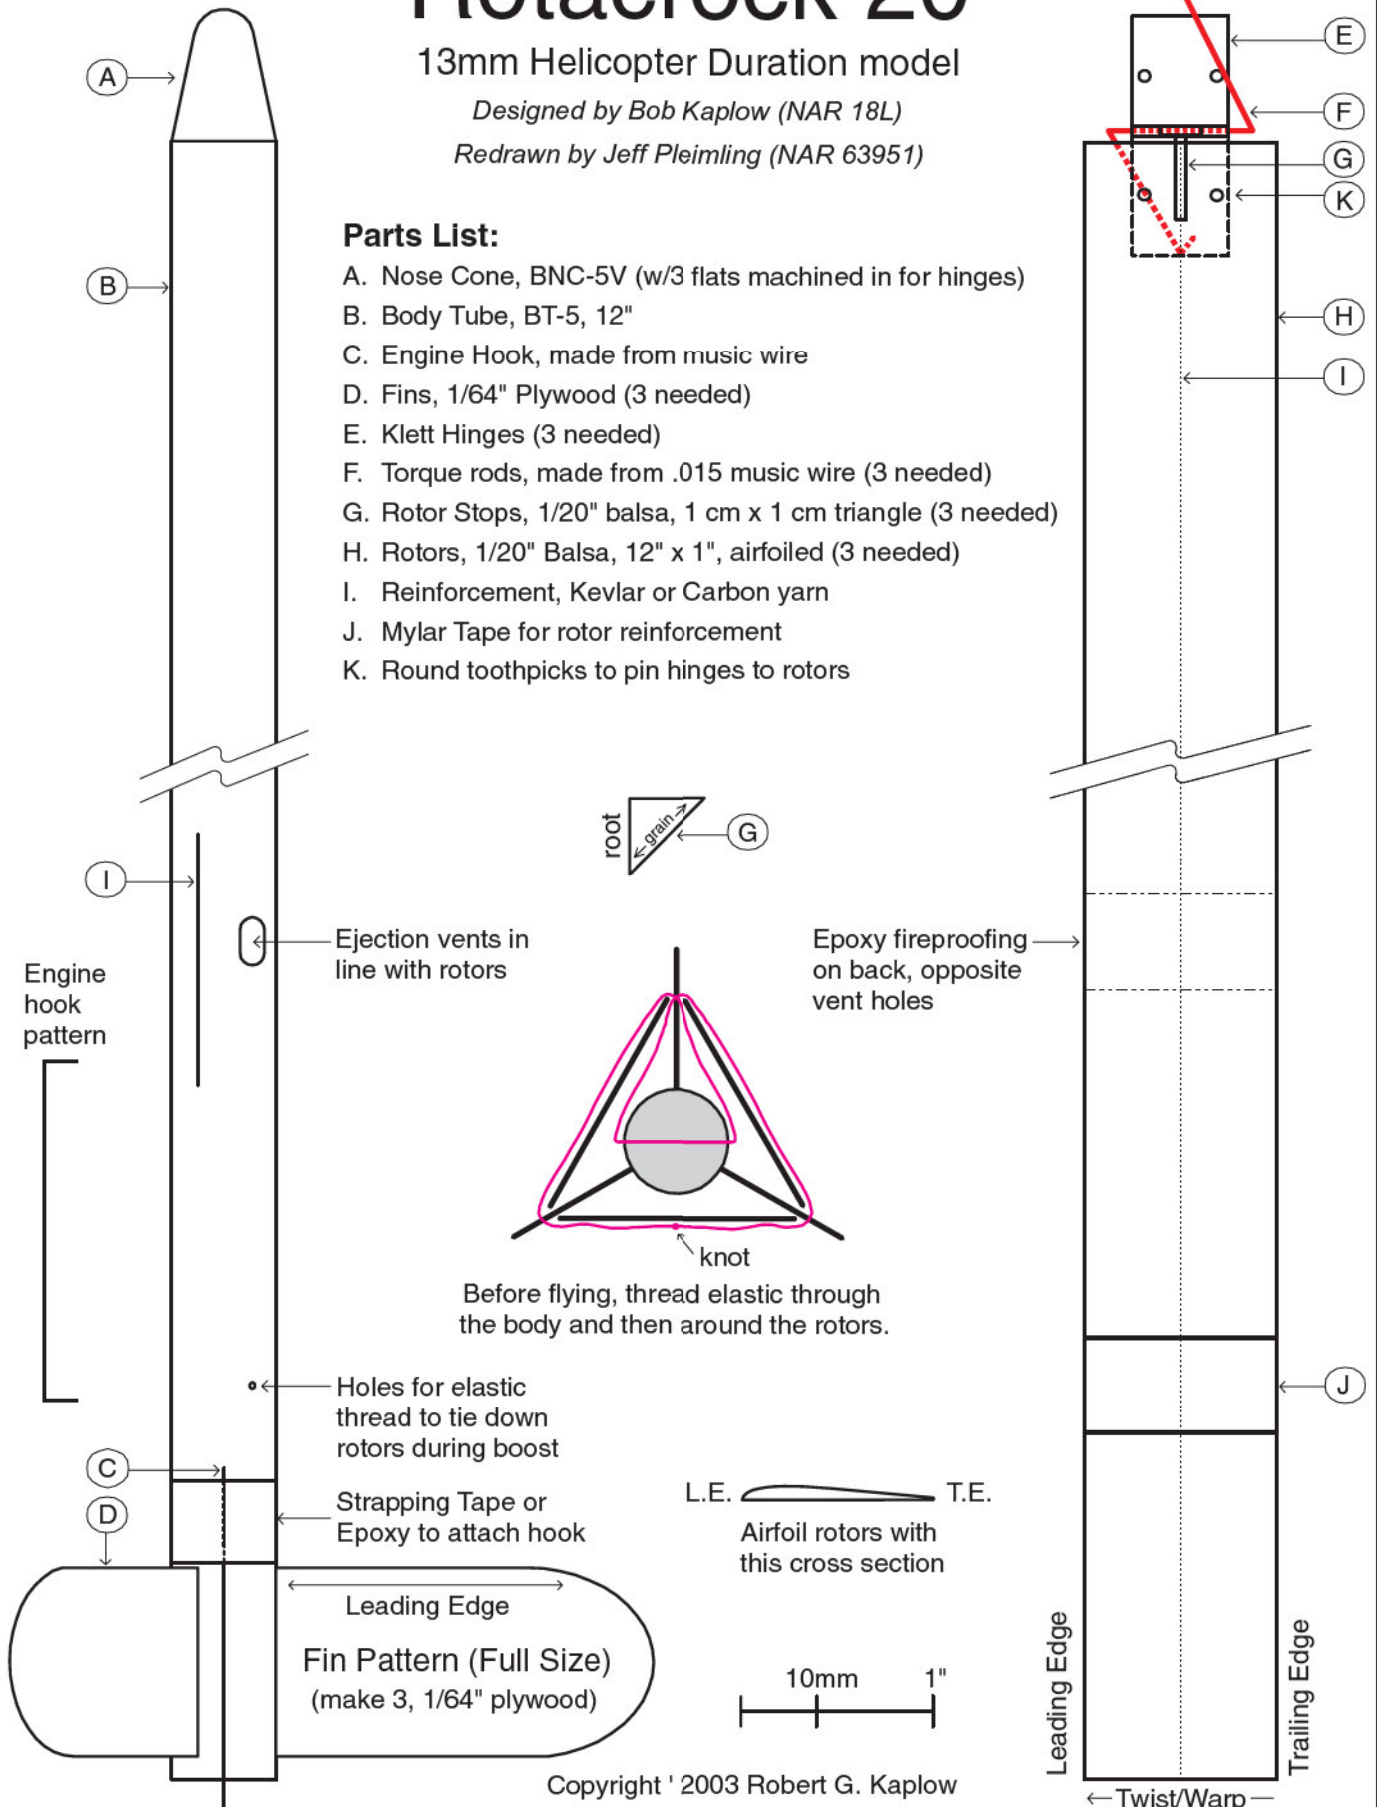 Rotacrock 20
13mm Helicopter Duration model
Designed by Bob Kaplow (NAR 18L)
Redrawn by Jeff Pleimling (NAR 63951)
A
B
E
F
G
K
H
I
Parts List:
A. Nose Cone, BNC-5V (w/3 flats machined in for hinges)
B. Body Tube, BT-5, 12"
C. Engine Hook, made from music wire
D. Fins, 1/64" Plywood (3 needed)
E. Klett Hinges (3 needed)
F. Torque rods, made from .015 music wire (3 needed)
G. Rotor Stops, 1/20" balsa, 1 cm x 1 cm triangle (3 needed)
H. Rotors, 1/20" Balsa, 12" x 1", airfoiled (3 needed)
I. Reinforcement, Kevlar or Carbon yarn
J. Mylar Tape for rotor reinforcement
K. Round toothpicks to pin hinges to rotors
root
grain
G
I
Ejection vents in
line with rotors
Epoxy fireproofing
on back, opposite
vent holes
Engine
hook
pattern
knot
Before flying, thread elastic through
the body and then around the rotors.
Holes for elastic
thread to tie down
rotors during boost
J
C
D
Strapping Tape or
Epoxy to attach hook
L.E.
T.E.
Airfoil rotors with
this cross section
Leading Edge
Fin Pattern (Full Size)
(make 3, 1/64" plywood)
10mm
1"
Leading Edge
Trailing Edge
Copyright ' 2003 Robert G. Kaplow
Twist/Warp